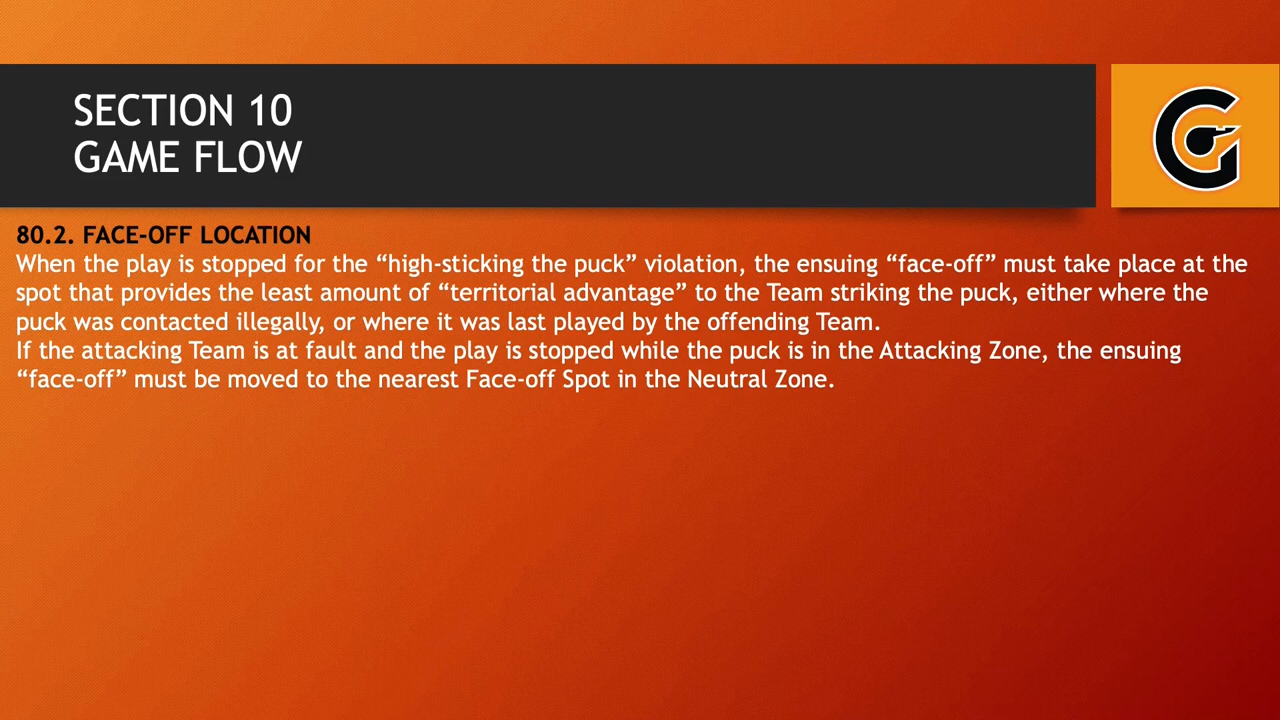 SECTION 10
GAME FLOW
80.2. FACE-OFF LOCATION
When the play is stopped for the “high-sticking the puck” violation, the ensuing “face-off” must take place at the
spot that provides the least amount of “territorial advantage” to the Team striking the puck, either where the
puck was contacted illegally, or where it was last played by the offending Team.
If the attacking Team is at fault and the play is stopped while the puck is in the Attacking Zone, the ensuing
“face-off” must be moved to the nearest Face-off Spot in the Neutral Zone.